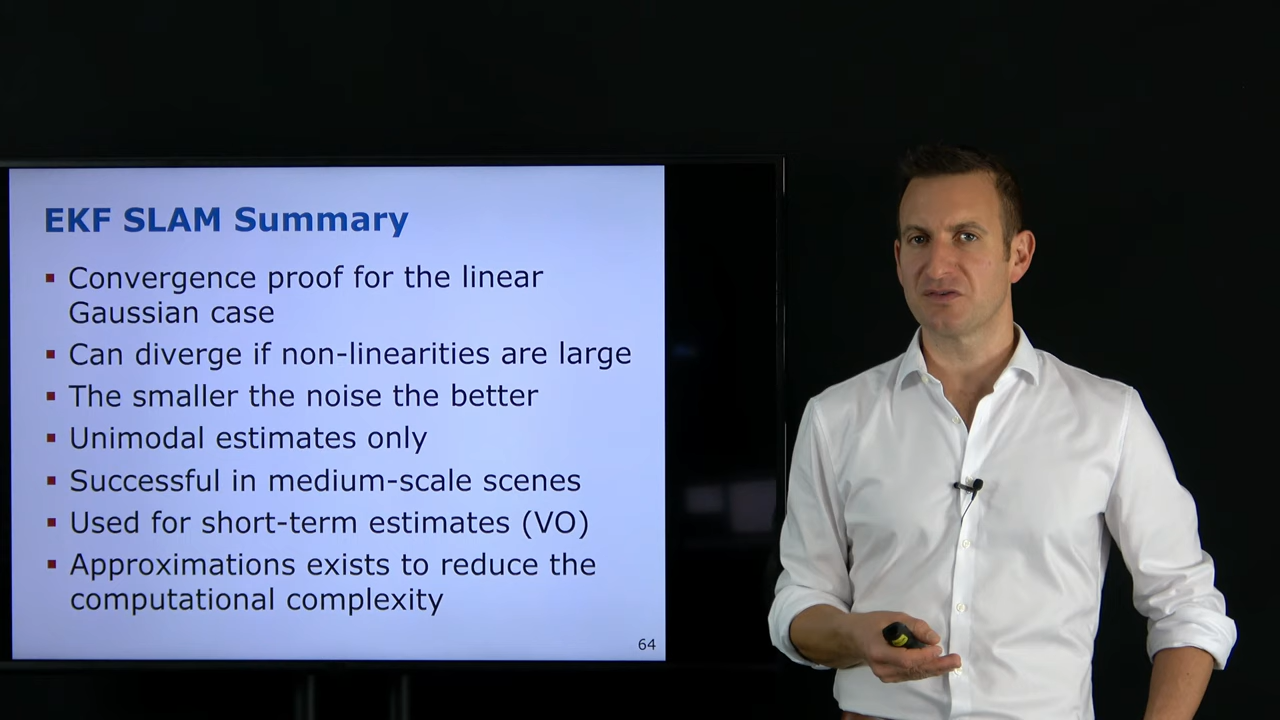 EKF SLAM Summary
▪ Convergence proof for the linear
Gaussian case
▪ Can diverge if non-linearities are large
▪ The smaller the noise the better
▪ Unimodal estimates only
▪ Successful in medium-scale scenes
▪ Used for short-term estimates (VO)
▪ Approximations exists to reduce the
computational complexity
64